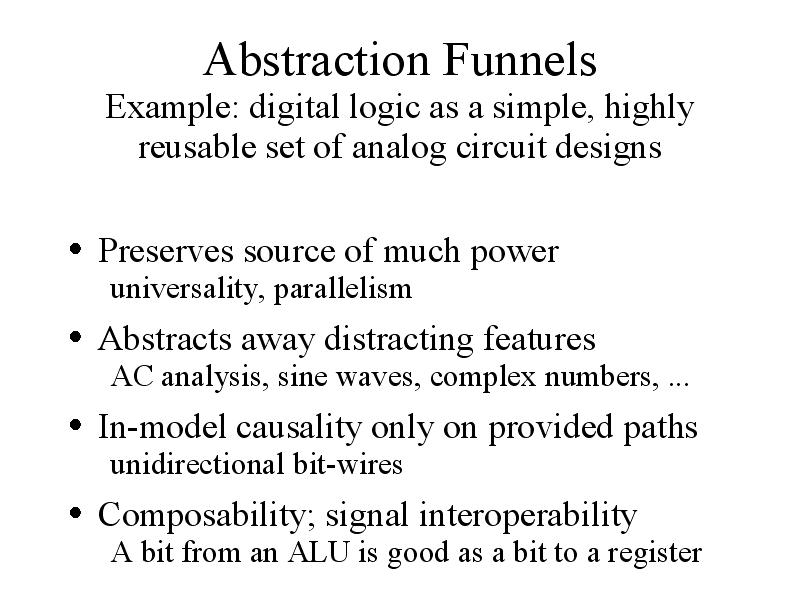 Abstraction Funnels
Example: digital logic as a simple, highly
reusable set of analog circuit designs
• Preserves source of much power
universality, parallelism
• Abstracts away distracting features
AC analysis, sine waves, complex numbers, ...
• In-model causality only on provided paths
unidirectional bit-wires
• Composability; signal interoperability
A bit from an ALU is good as a bit to a register